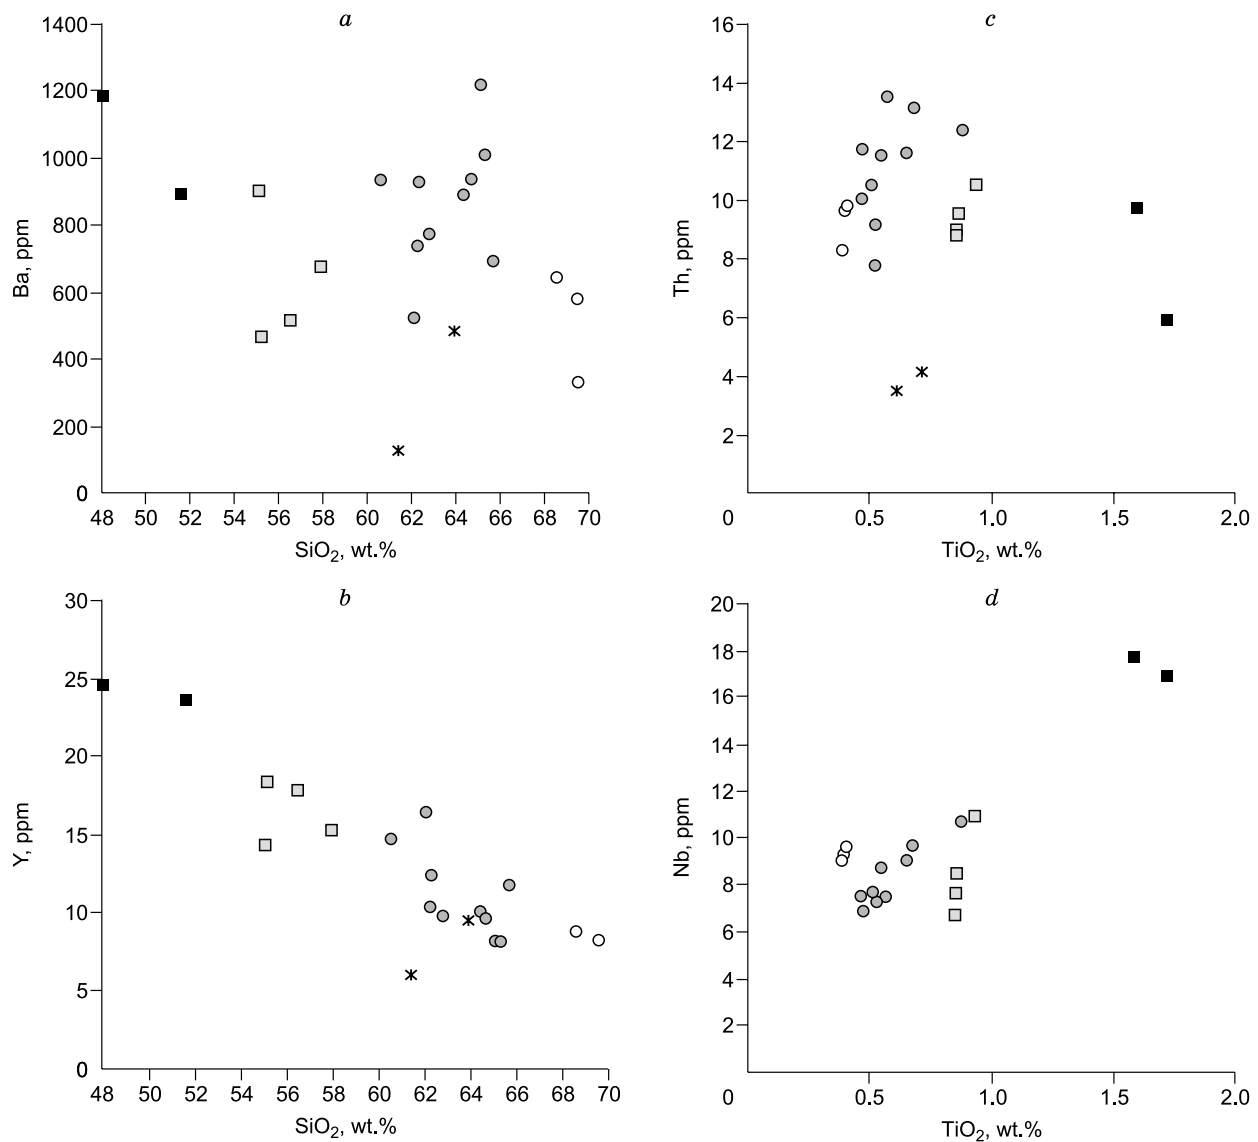 a
1400
1200
1000
800
600
400
200
0
48 50 52 54 56 58 60 62 64 66 68 70
SiO₂, wt.%
Ba, ppm
c
16
14
12
10
8
6
4
2
0 0.5 1.0 1.5 2.0
TiO₂, wt.%
Th, ppm
b
30
25
20
15
10
5
0
48 50 52 54 56 58 60 62 64 66 68 70
SiO₂, wt.%
Y, ppm
d
20
18
16
14
12
10
8
6
4
2
0 0.5 1.0 1.5 2.0
TiO₂, wt.%
Nb, ppm